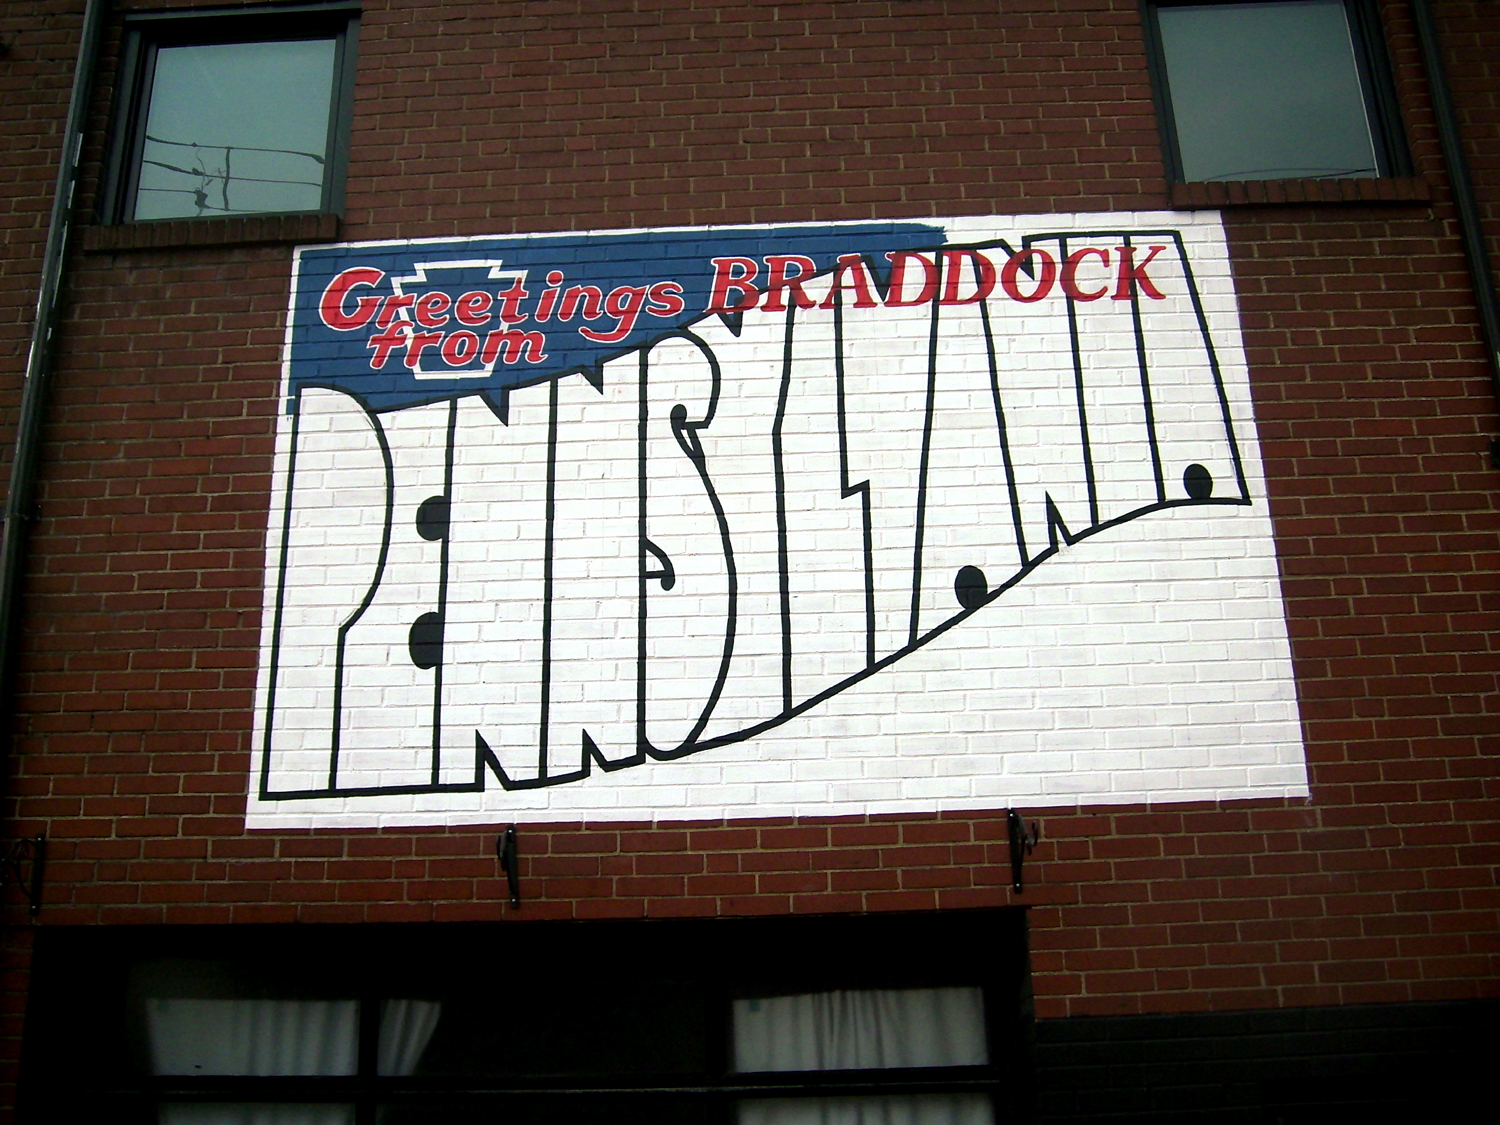 Greetings
from
BRADDOCK
PENNSYLVANIA